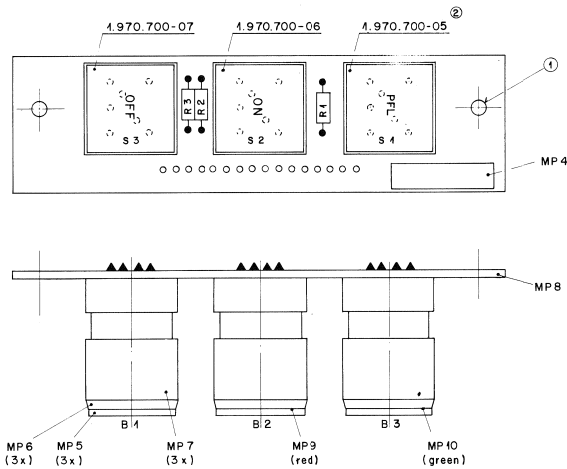 ②
1.970.700-07 1.970.700-06 1.970.700-05
①
OFF R3 R2 NO R1 PFL
S3 S2 S1
MP4
MP8
B1 B2 B3
MP6 MP5 MP7 MP9 MP10
(3x) (3x) (3x) (red) (green)